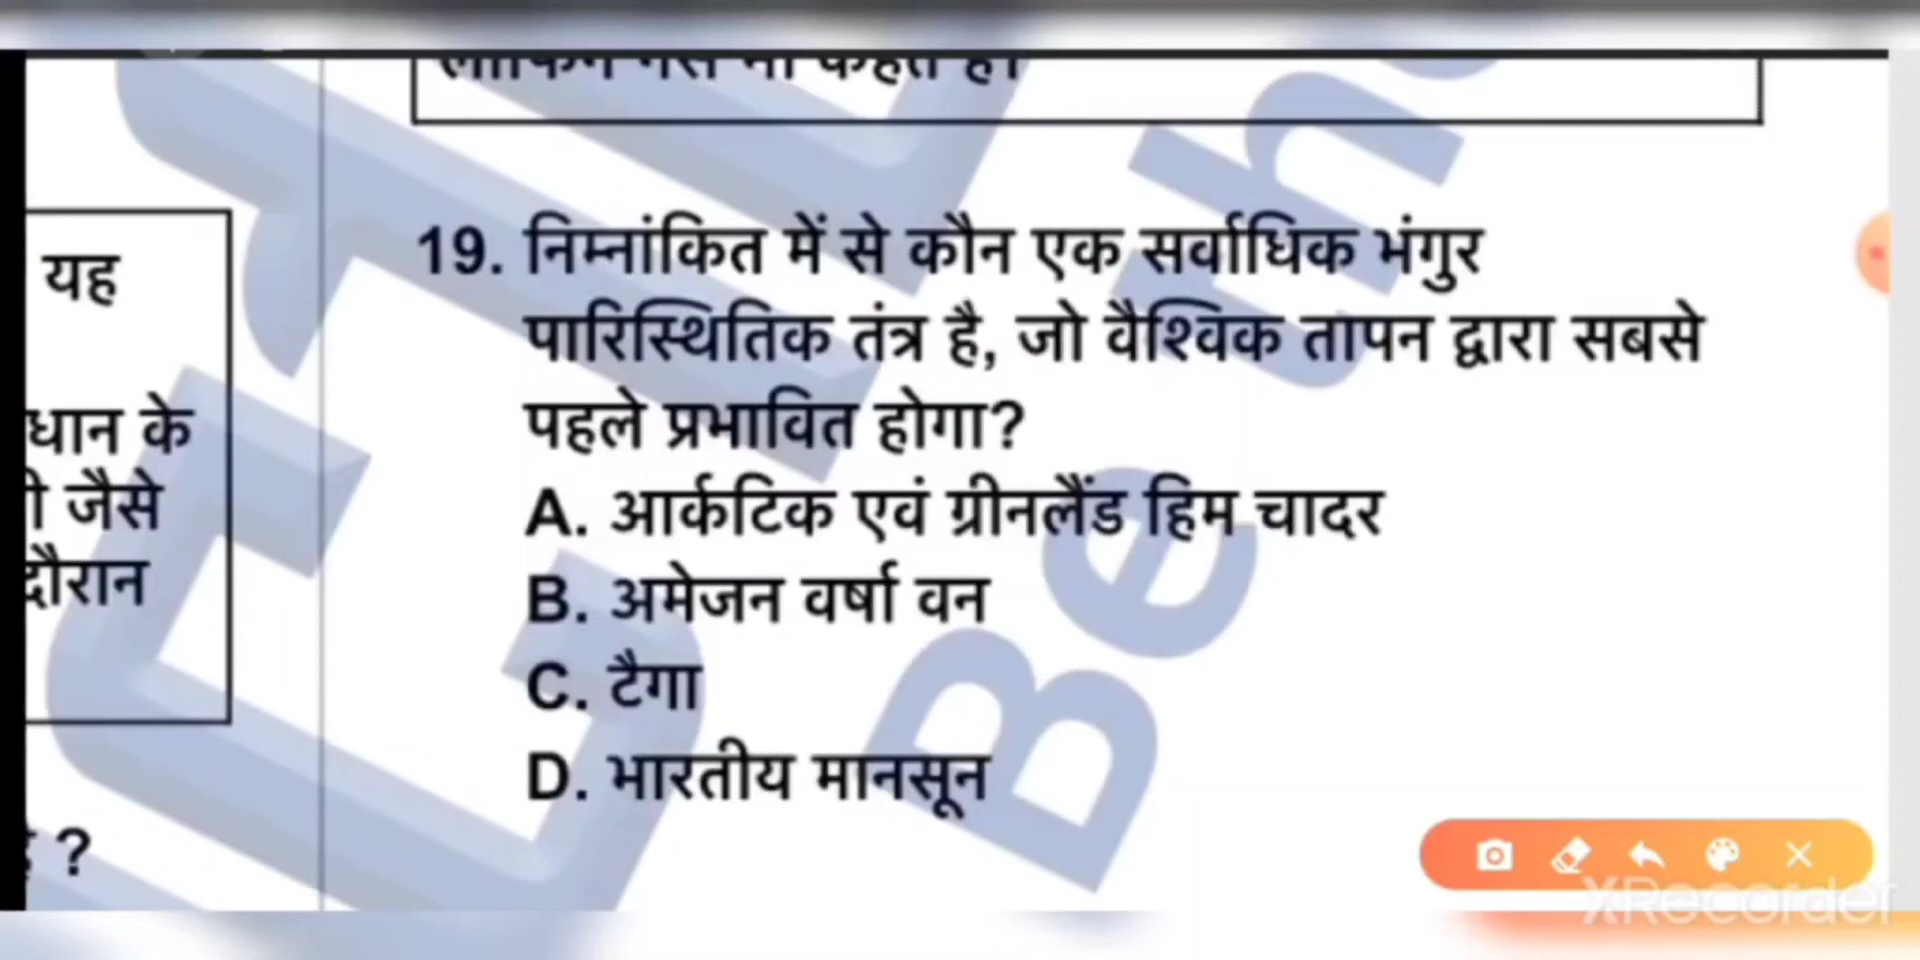 यह
धान के
जैसे
दौरान
?
19. निम्नांकित में से कौन एक सर्वाधिक भंगुर
पारिस्थितिक तंत्र है, जो वैश्विक तापन द्वारा सबसे
पहले प्रभावित होगा?
A. आर्कटिक एवं ग्रीनलैंड हिम चादर
B. अमेजन वर्षा वन
C. टैगा
D. भारतीय मानसून
Be
XRecorder